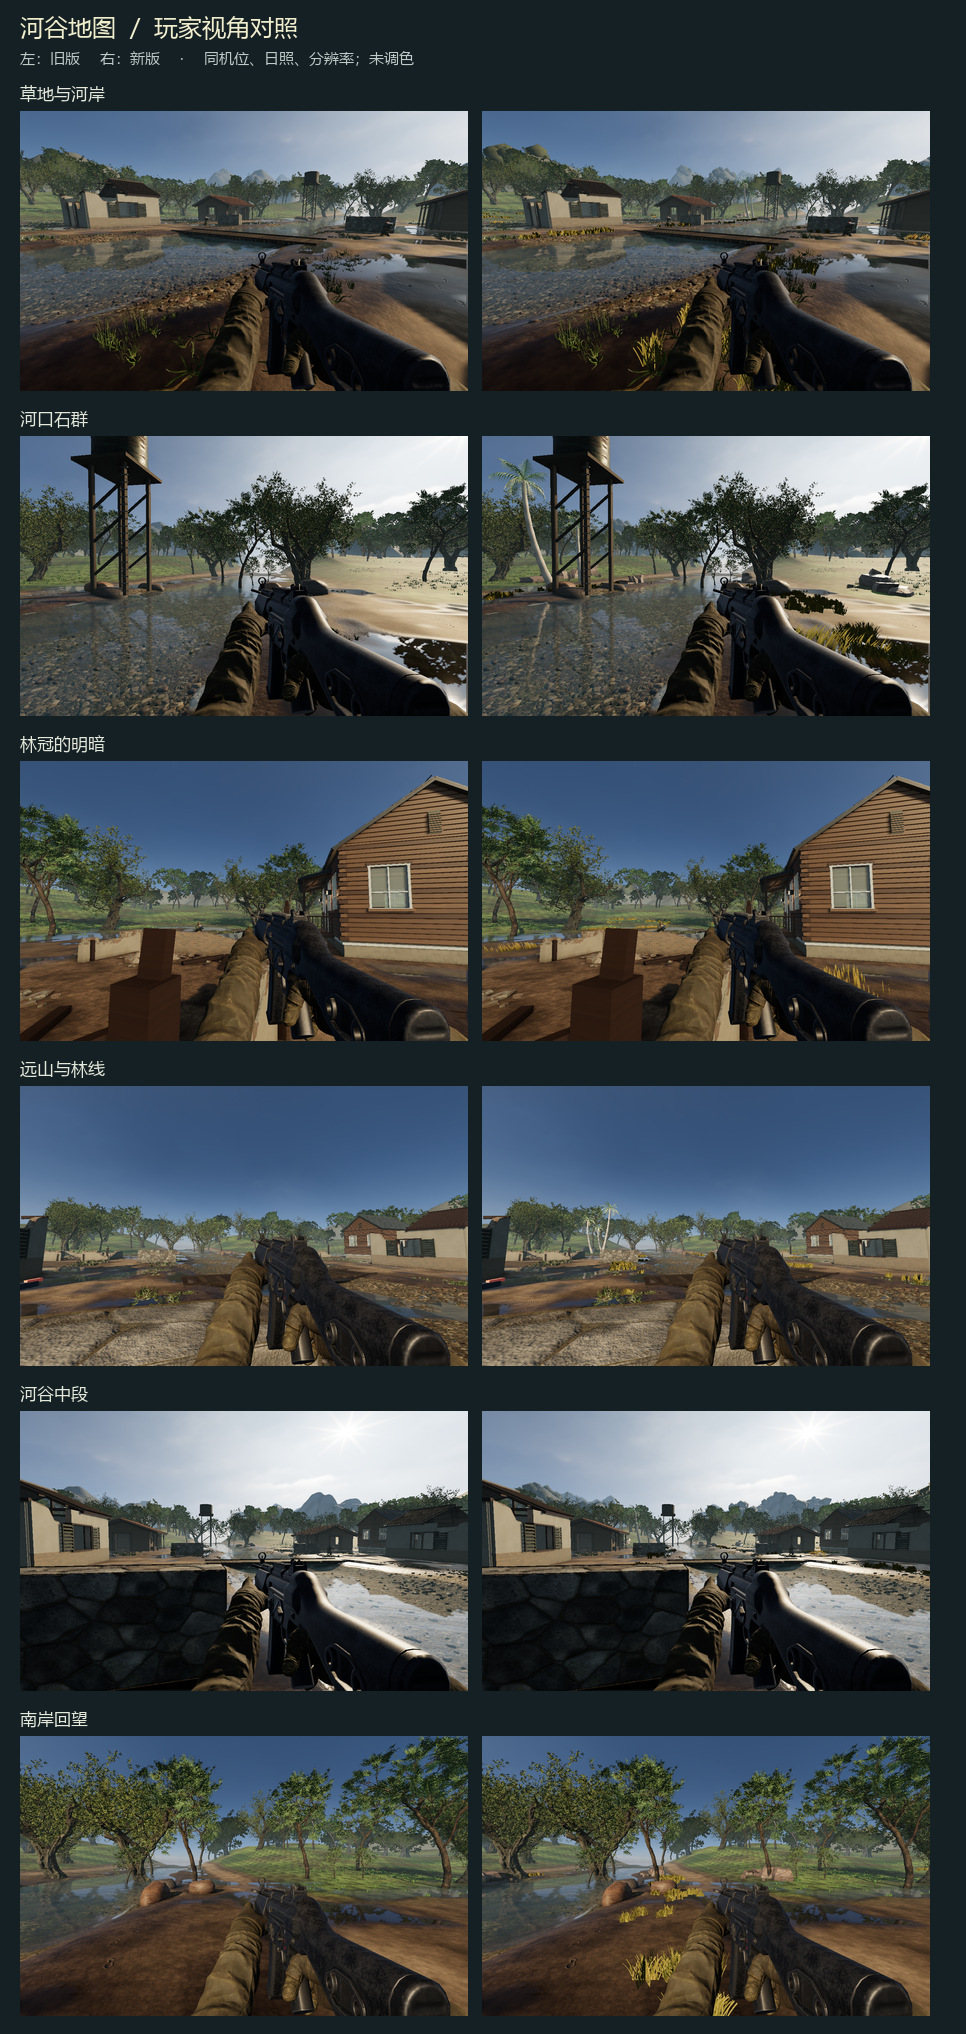 河谷地图 / 玩家视角对照
左：旧版 右：新版 · 同机位、日照、分辨率；未调色
草地与河岸
河口石群
林冠的明暗
远山与林线
河谷中段
南岸回望